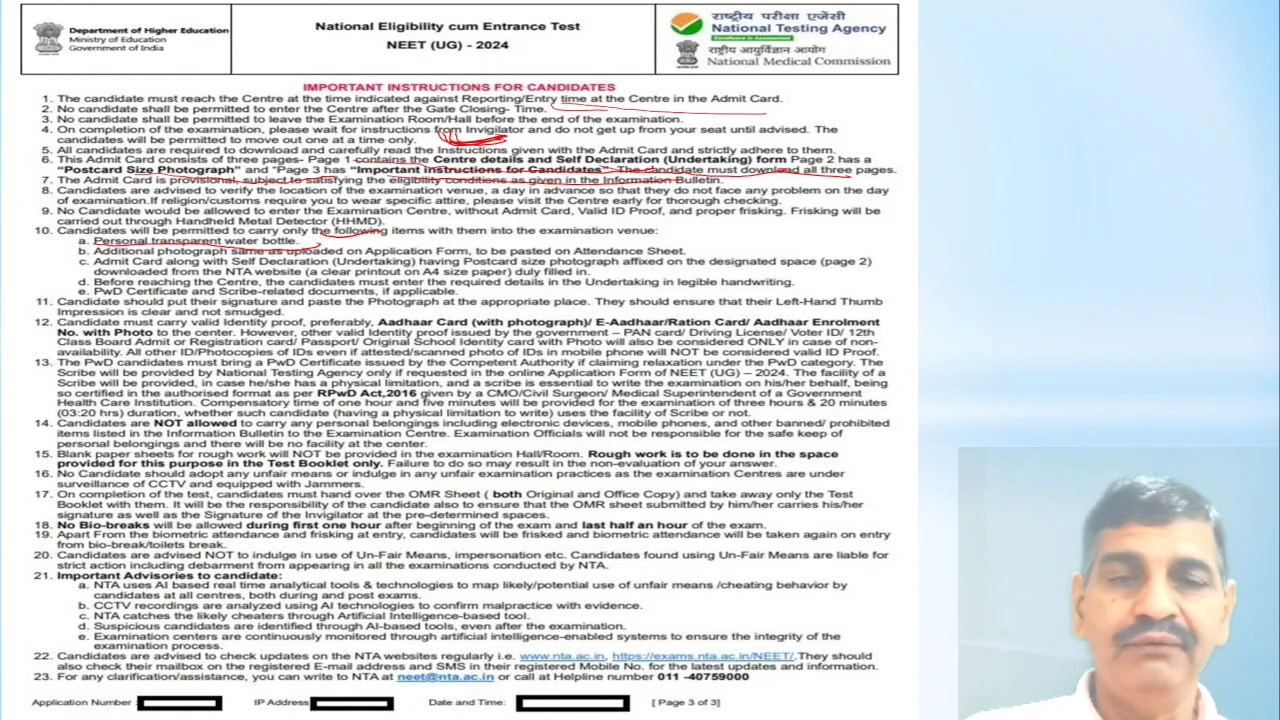 Department of Higher Education
Ministry of Education
Government of India
National Eligibility cum Entrance Test
NEET (UG) - 2024
राष्ट्रीय परीक्षा एजेंसी
National Testing Agency
Excellence in Assessment
राष्ट्रीय आयुर्विज्ञान आयोग
National Medical Commission
IMPORTANT INSTRUCTIONS FOR CANDIDATES
1. The candidate must reach the Centre at the time indicated against Reporting/Entry time at the Centre in the Admit Card.
2. No candidate shall be permitted to enter the Centre after the Gate Closing- Time.
3. No candidate shall be permitted to leave the Examination Room/Hall before the end of the examination.
4. On completion of the examination, please wait for instructions from Invigilator and do not get up from your seat until advised. The
candidates will be permitted to move out one at a time only.
5. All candidates are required to download and carefully read the Instructions given with the Admit Card and strictly adhere to them.
6. This Admit Card consists of three pages- Page 1 contains the Centre details and Self Declaration (Undertaking) form Page 2 has a
"Postcard Size Photograph" and "Page 3 has "Important instructions for Candidates" The candidate must download all three pages.
7. The Admit Card is provisional, subject to satisfying the eligibility conditions as given in the Information Bulletin.
8. Candidates are advised to verify the location of the examination venue, a day in advance so that they do not face any problem on the day
of examination.If religion/customs require you to wear specific attire, please visit the Centre early for thorough checking.
9. No Candidate would be allowed to enter the Examination Centre, without Admit Card, Valid ID Proof, and proper frisking. Frisking will be
carried out through Handheld Metal Detector (HHMD).
10. Candidates will be permitted to carry only the following items with them into the examination venue:
a. Personal transparent water bottle.
b. Additional photograph same as uploaded on Application Form, to be pasted on Attendance Sheet.
c. Admit Card along with Self Declaration (Undertaking) having Postcard size photograph affixed on the designated space (page 2)
downloaded from the NTA website (a clear printout on A4 size paper) duly filled in.
d. Before reaching the Centre, the candidates must enter the required details in the Undertaking in legible handwriting.
e. PwD Certificate and Scribe-related documents, if applicable.
11. Candidate should put their signature and paste the Photograph at the appropriate place. They should ensure that their Left-Hand Thumb
Impression is clear and not smudged.
12. Candidate must carry valid Identity proof, preferably, Aadhaar Card (with photograph)/ E-Aadhaar/Ration Card/ Aadhaar Enrolment
No. with Photo to the center. However, other valid Identity proof issued by the government – PAN card/ Driving License/ Voter ID/ 12th
Class Board Admit or Registration card/ Passport/ Original School Identity card with Photo will also be considered ONLY in case of non-
availability. All other ID/Photocopies of IDs even if attested/scanned photo of IDs in mobile phone will NOT be considered valid ID Proof.
13. The PwD candidates must bring a PwD Certificate issued by the Competent Authority if claiming relaxation under the PwD category. The
Scribe will be provided by National Testing Agency only if requested in the online Application Form of NEET (UG) – 2024. The facility of a
Scribe will be provided, in case he/she has a physical limitation, and a scribe is essential to write the examination on his/her behalf, being
so certified in the authorised format as per RPwD Act,2016 given by a CMO/Civil Surgeon/ Medical Superintendent of a Government
Health Care Institution. Compensatory time of one hour and five minutes will be provided for the examination of three hours & 20 minutes
(03:20 hrs) duration, whether such candidate (having a physical limitation to write) uses the facility of Scribe or not.
14. Candidates are NOT allowed to carry any personal belongings including electronic devices, mobile phones, and other banned/ prohibited
items listed in the Information Bulletin to the Examination Centre. Examination Officials will not be responsible for the safe keep of
personal belongings and there will be no facility at the center.
15. Blank paper sheets for rough work will NOT be provided in the examination Hall/Room. Rough work is to be done in the space
provided for this purpose in the Test Booklet only. Failure to do so may result in the non-evaluation of your answer.
16. No Candidate should adopt any unfair means or indulge in any unfair examination practices as the examination Centres are under
surveillance of CCTV and equipped with Jammers.
17. On completion of the test, candidates must hand over the OMR Sheet ( both Original and Office Copy) and take away only the Test
Booklet with them. It will be the responsibility of the candidate also to ensure that the OMR sheet submitted by him/her carries his/her
signature as well as the Signature of the Invigilator at the pre-determined spaces.
18. No Bio-breaks will be allowed during first one hour after beginning of the exam and last half an hour of the exam.
19. Apart From the biometric attendance and frisking at entry, candidates will be frisked and biometric attendance will be taken again on entry
from bio-break/toilets break.
20. Candidates are advised NOT to indulge in use of Un-Fair Means, impersonation etc. Candidates found using Un-Fair Means are liable for
strict action including debarment from appearing in all the examinations conducted by NTA.
21. Important Advisories to candidate:
a. NTA uses AI based real time analytical tools & technologies to map likely/potential use of unfair means /cheating behavior by
candidates at all centres, both during and post exams.
b. CCTV recordings are analyzed using AI technologies to confirm malpractice with evidence.
c. NTA catches the likely cheaters through Artificial Intelligence-based tool.
d. Suspicious candidates are identified through AI-based tools, even after the examination.
e. Examination centers are continuously monitored through artificial intelligence-enabled systems to ensure the integrity of the
examination process.
22. Candidates are advised to check updates on the NTA websites regularly i.e. www.nta.ac.in, https://exams.nta.ac.in/NEET/.They should
also check their mailbox on the registered E-mail address and SMS in their registered Mobile No. for the latest updates and information.
23. For any clarification/assistance, you can write to NTA at neet@nta.ac.in or call at Helpline number 011 -40759000
Application Number : IP Address Date and Time: [ Page 3 of 3]